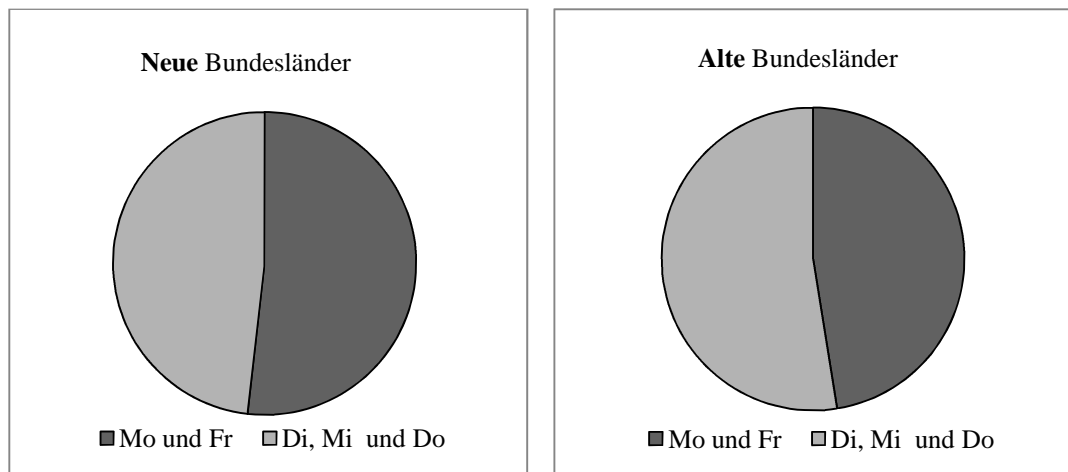 Neue Bundesländer
Mo und Fr Di, Mi und Do
Alte Bundesländer
Mo und Fr Di, Mi und Do